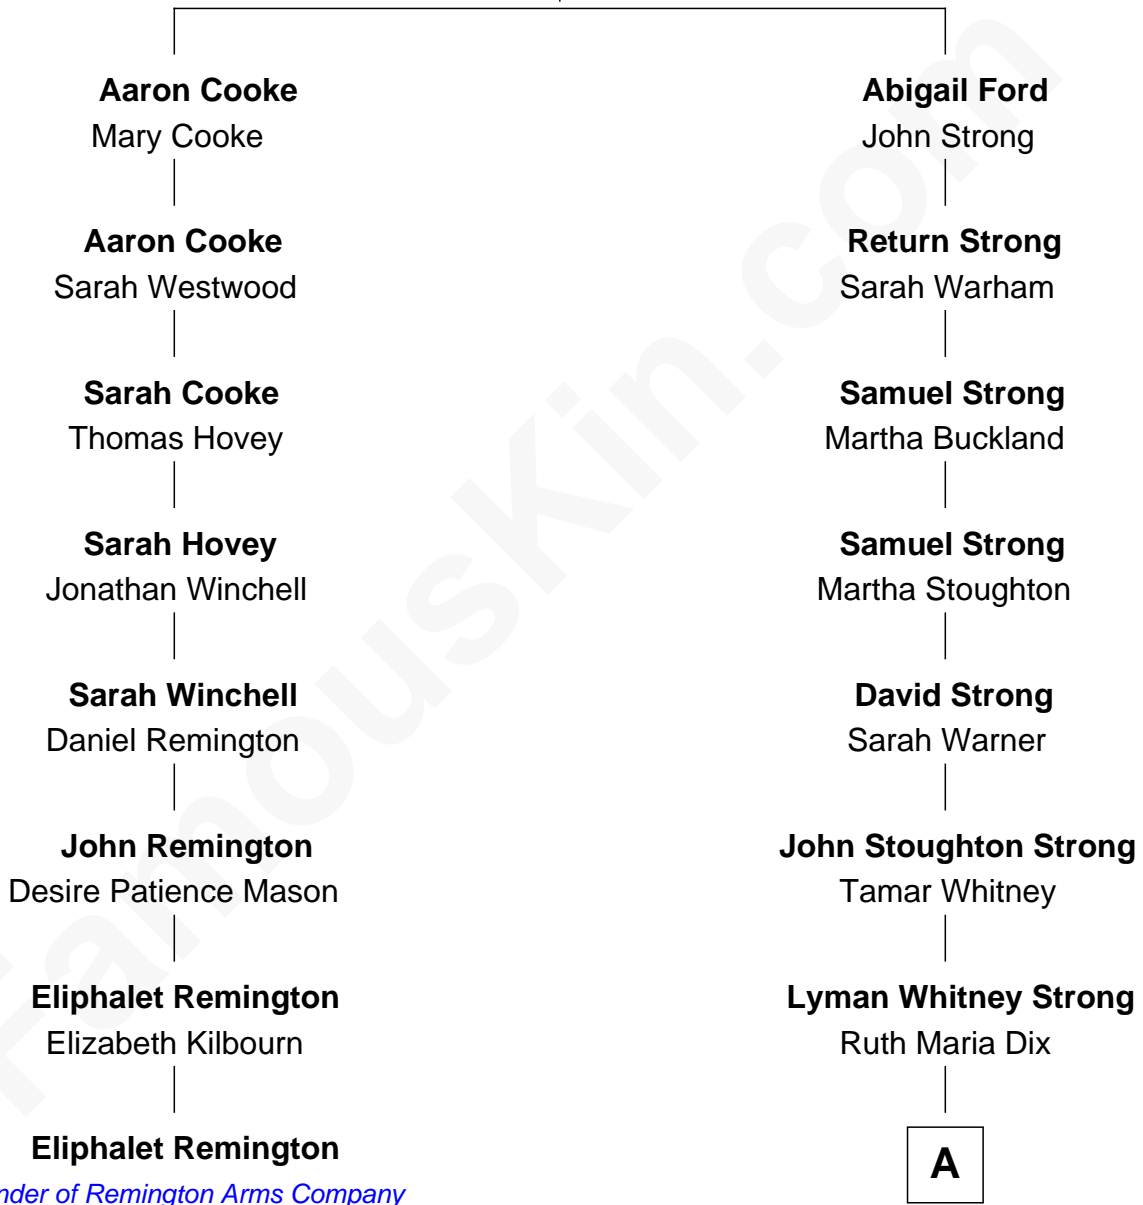 Aaron Cooke
Mary Cooke
Aaron Cooke
Sarah Westwood
Sarah Cooke
Thomas Hovey
Sarah Hovey
Jonathan Winchell
Sarah Winchell
Daniel Remington
John Remington
Desire Patience Mason
Eliphalet Remington
Elizabeth Kilbourn
Eliphalet Remington
nder of Remington Arms Company
Abigail Ford
John Strong
Return Strong
Sarah Warham
Samuel Strong
Martha Buckland
Samuel Strong
Martha Stoughton
David Strong
Sarah Warner
John Stoughton Strong
Tamar Whitney
Lyman Whitney Strong
Ruth Maria Dix
A
FamousKin.com